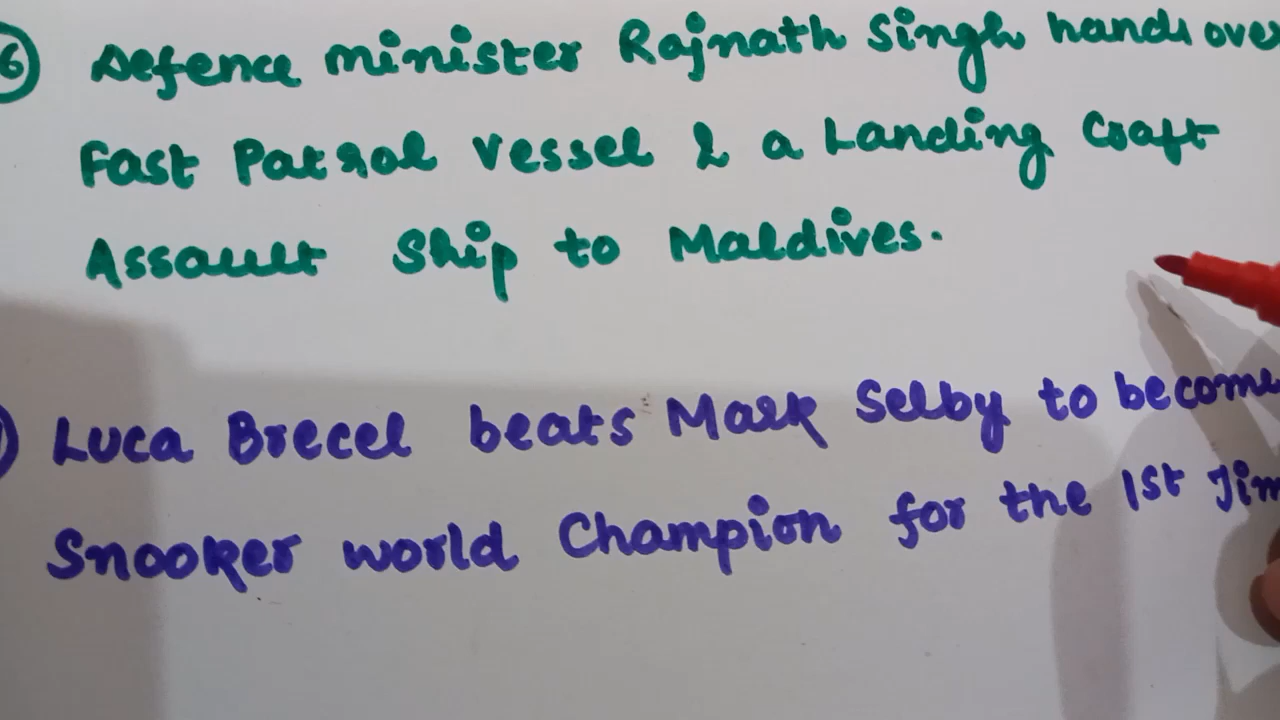 6 Defence minister Rajnath Singh hands over
Fast Patrol Vessel & a Landing Craft
Assault Ship to Maldives.
Luca Brecel beats Mark Selby to become
Snooker world Champion for the 1st Tim